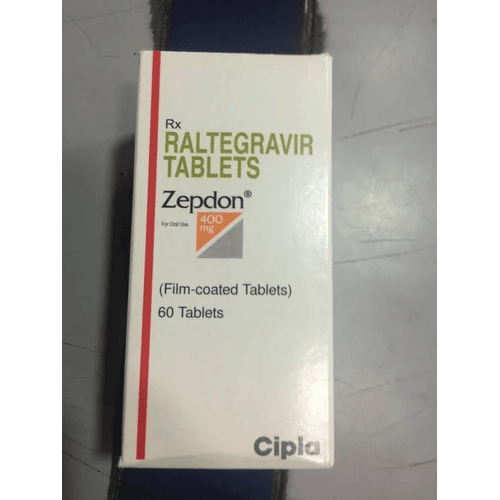 Rx
RALTEGRAVIR
TABLETS
Zepdon®
For Oral Use
400
mg
(Film-coated Tablets)
60 Tablets
Cipla